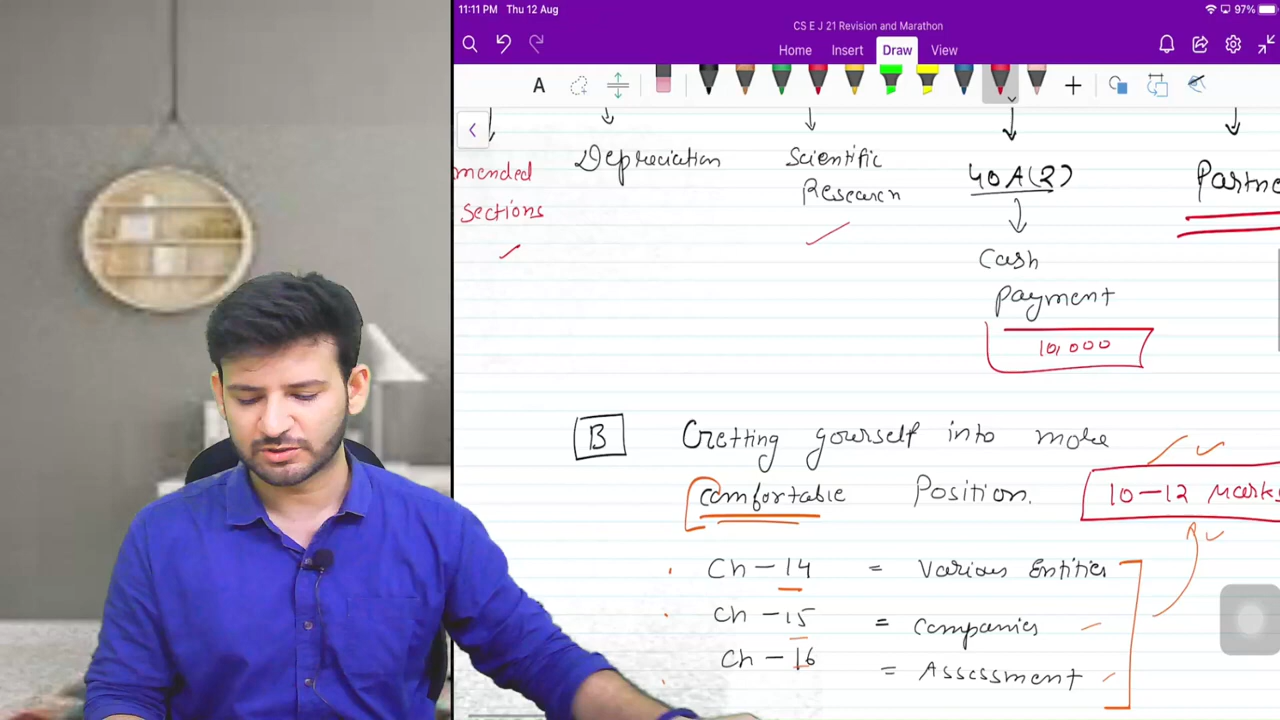 11:11 PM Thu 12 Aug
97%
CS E J 21 Revision and Marathon
Home Insert Draw View
A
mended
Sections
Depreciation
Scientific
Research
40A(2)
Cash
Payment
10,000
Partne
B Getting yourself into more
comfortable Position. 10-12 Marks
Ch - 14 = Various Entities
Ch - 15 = Companies
Ch - 16 = Assessment